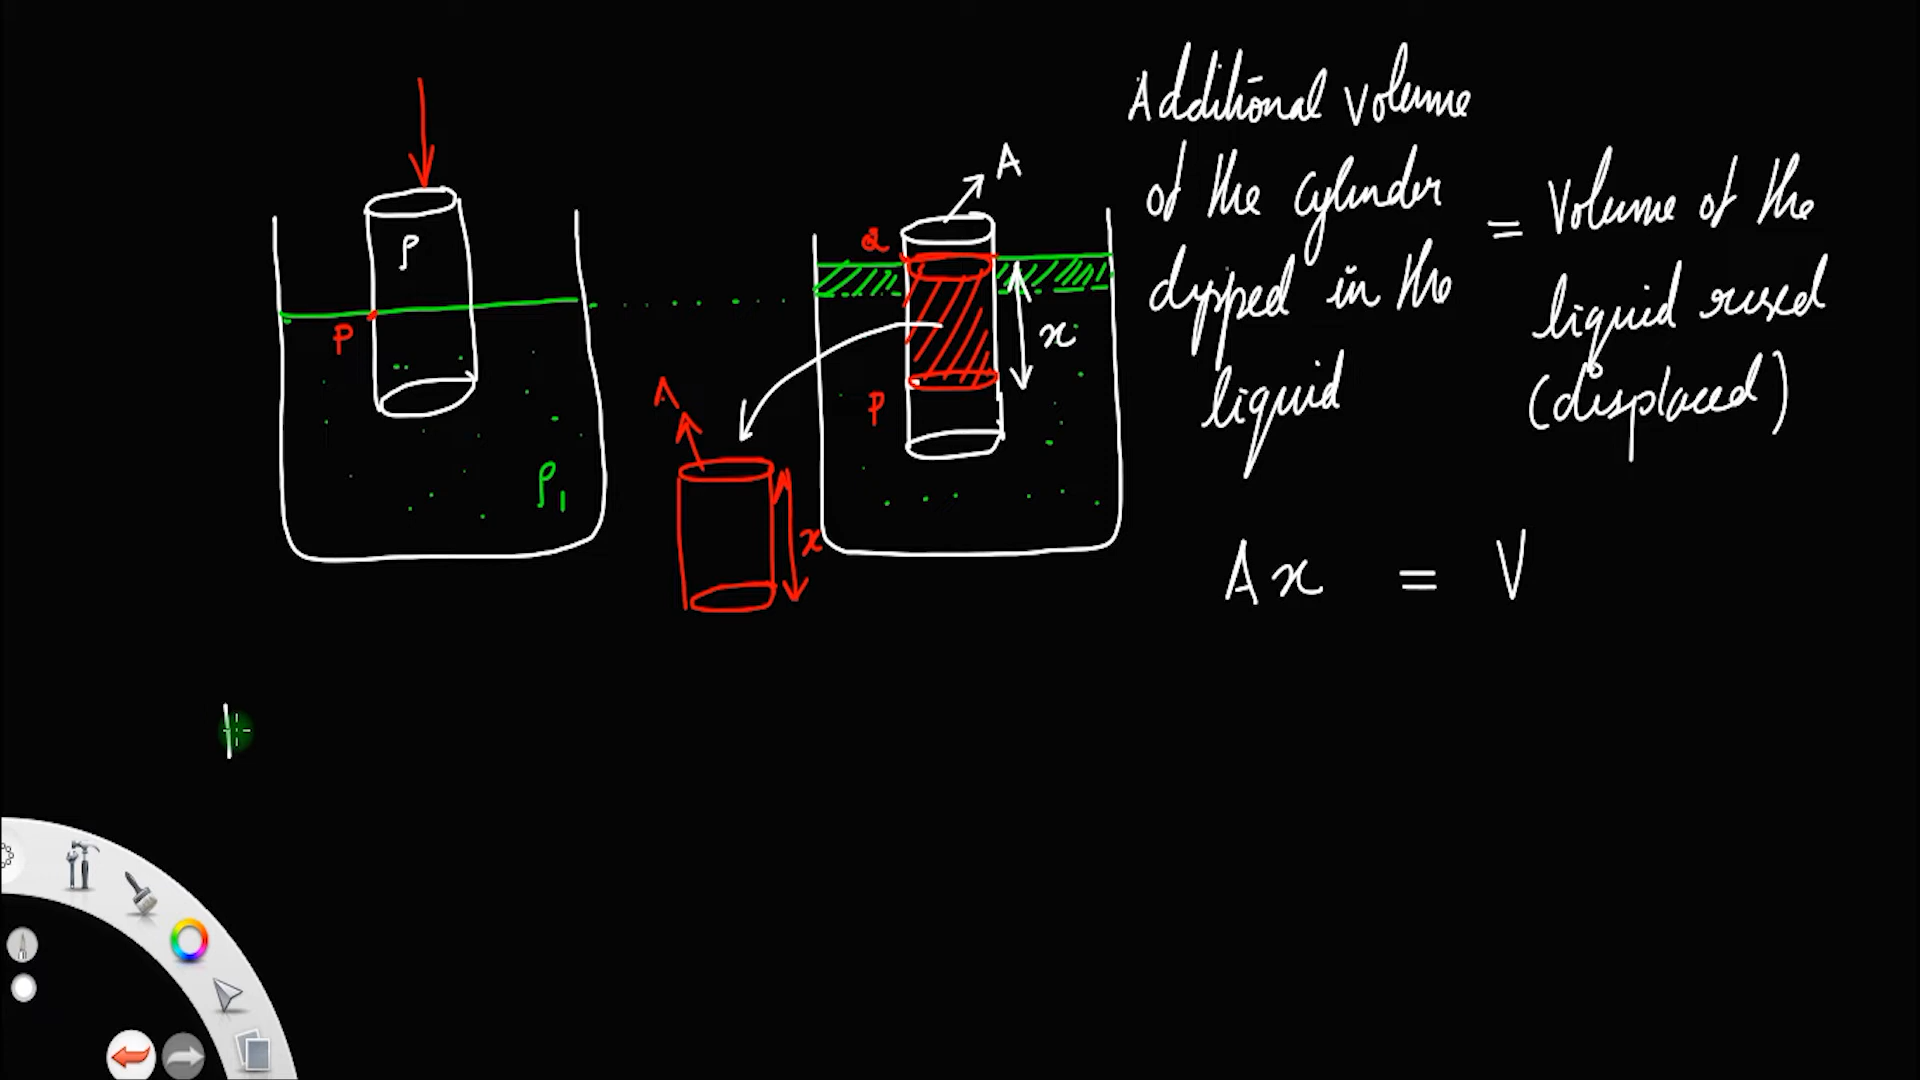 Additional volume
of the cylinder
dipped in the
liquid
=
Volume of the
liquid rised
(displaced)
Ax = V
ρ
P
ρ₁
A
Q
x
P
A
x